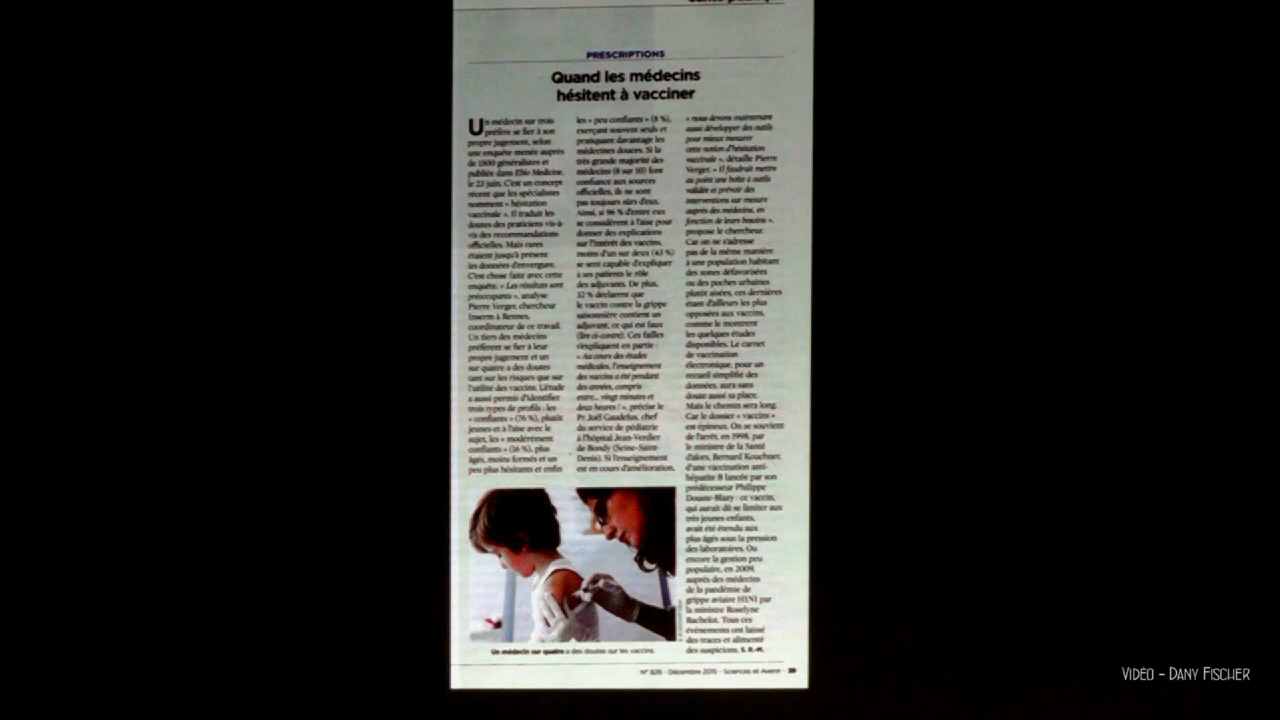 PRESCRIPTIONS
Quand les médecins
hésitent à vacciner
Un médecin sur trois
préfère se fier à son
propre jugement, selon
une enquête menée auprès
de 1500 généralistes et
publiée dans Ebio Medicine,
le 23 juin. C'est un concept
récent que les spécialistes
nomment « hésitation
vaccinale ». Il traduit les
doutes des praticiens vis-à-
vis des recommandations
officielles. Mais rares
étaient jusqu'à présent
les données d'envergure.
C'est chose faite avec cette
enquête. « Les résultats sont
préoccupants », analyse
Pierre Verger, chercheur
Inserm à Rennes,
coordinateur de ce travail.
Un tiers des médecins
préfèrent se fier à leur
propre jugement et un
sur quatre a des doutes
tant sur les risques que sur
l'utilité des vaccins. L'étude
a aussi permis d'identifier
trois types de profils : les
« confiants » (76 %), plutôt
jeunes et à l'aise avec le
sujet, les « modérément
confiants » (16 %), plus
âgés, moins formés et un
peu plus hésitants et enfin
les « peu confiants » (8 %),
exerçant souvent seuls et
pratiquant davantage les
médecines douces. Si la
très grande majorité des
médecins (8 sur 10) font
confiance aux sources
officielles, ils ne sont
pas toujours sûrs d'eux.
Ainsi, si 96 % d'entre eux
se considèrent à l'aise pour
donner des explications
sur l'intérêt des vaccins,
moins d'un sur deux (43 %)
se sent capable d'expliquer
à ses patients le rôle
des adjuvants. De plus,
32 % déclarent que
le vaccin contre la grippe
saisonnière contient un
adjuvant, ce qui est faux
(lire ci-contre). Ces failles
s'expliquent en partie :
« Au cours des études
médicales, l'enseignement
des vaccins a été pendant
des années, compris
entre... vingt minutes et
deux heures ! », précise le
Pr Joël Gaudelus, chef
du service de pédiatrie
à l'hôpital Jean-Verdier
de Bondy (Seine-Saint-
Denis). Si l'enseignement
est en cours d'amélioration,
« nous devons maintenant
aussi développer des outils
pour mieux mesurer
cette notion d'hésitation
vaccinale », détaille Pierre
Verger. « Il faudrait mettre
au point une boîte à outils
validée et prévoir des
interventions sur mesure
auprès des médecins, en
fonction de leurs besoins »,
propose le chercheur.
Car on ne s'adresse
pas de la même manière
à une population habitant
des zones défavorisées
ou des poches urbaines
plutôt aisées, ces dernières
étant d'ailleurs les plus
opposées aux vaccins,
comme le montrent
les quelques études
disponibles. Le carnet
de vaccination
électronique, pour un
recueil simplifié des
données, aura sans
doute aussi sa place.
Mais le chemin sera long.
Car le dossier « vaccins »
est épineux. On se souvient
de l'arrêt, en 1998, par
le ministre de la Santé
d'alors, Bernard Kouchner,
d'une vaccination anti-
hépatite B lancée par son
prédécesseur Philippe
Douste-Blazy : ce vaccin,
qui aurait dû se limiter aux
très jeunes enfants,
avait été étendu aux
plus âgés sous la pression
des laboratoires. Ou
encore la gestion peu
populaire, en 2009,
auprès des médecins
de la pandémie de
grippe aviaire H1N1 par
la ministre Roselyne
Bachelot. Tous ces
événements ont laissé
des traces et alimenté
des suspicions. S. R.-M.
Un médecin sur quatre a des doutes sur les vaccins.
N° 826 - Décembre 2015 - Sciences et Avenir - 39
VIDÉO - DANY FISCHER